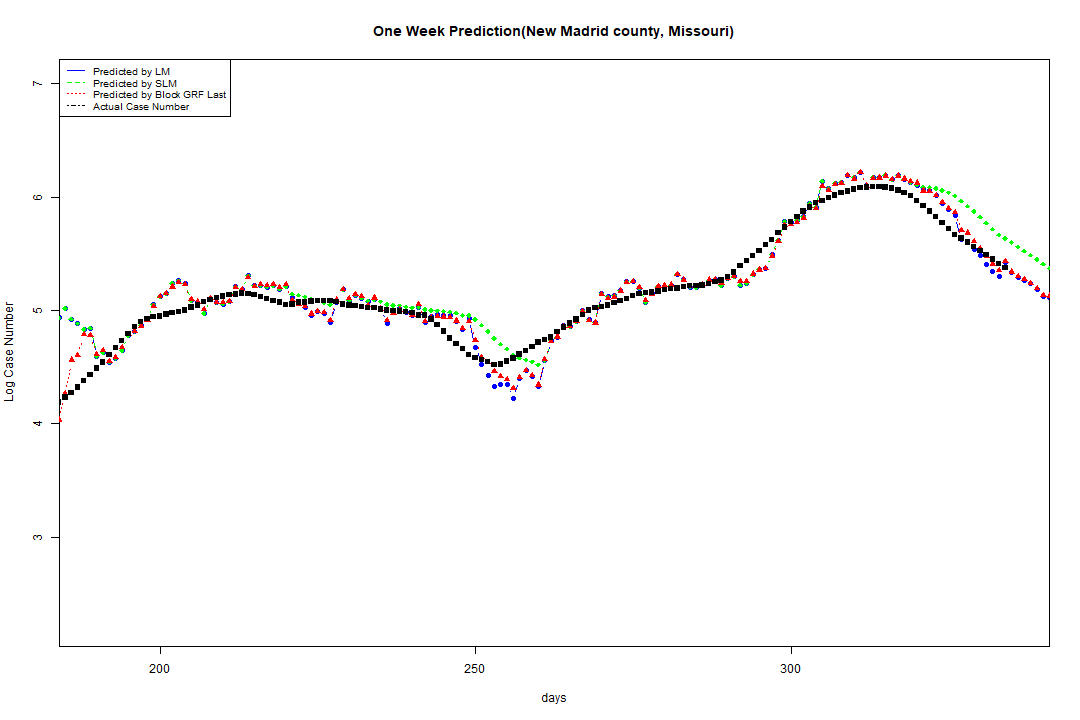 One Week Prediction(New Madrid county, Missouri)
Predicted by LM
Predicted by SLM
Predicted by Block GRF Last
Actual Case Number
7
6
5
4
3
Log Case Number
200
250
300
days